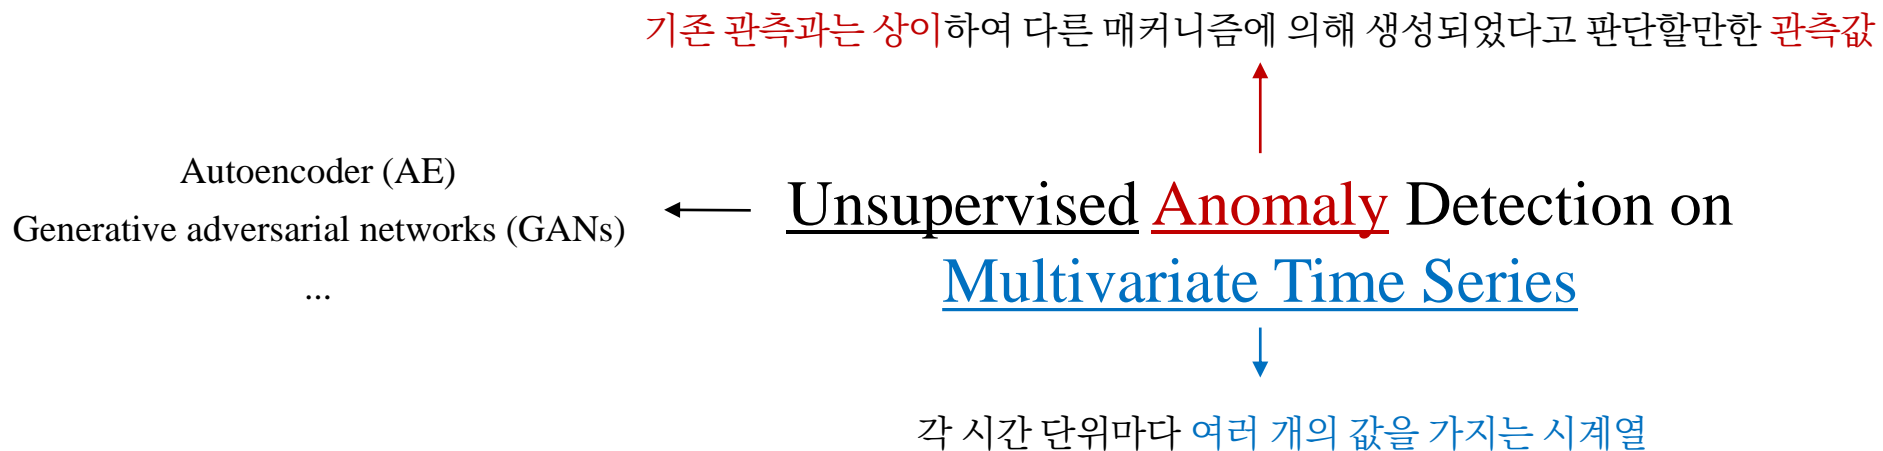 기존 관측과는 상이하여 다른 매커니즘에 의해 생성되었다고 판단할만한 관측값
Autoencoder (AE)
Generative adversarial networks (GANs)
...
Unsupervised Anomaly Detection on
Multivariate Time Series
각 시간 단위마다 여러 개의 값을 가지는 시계열